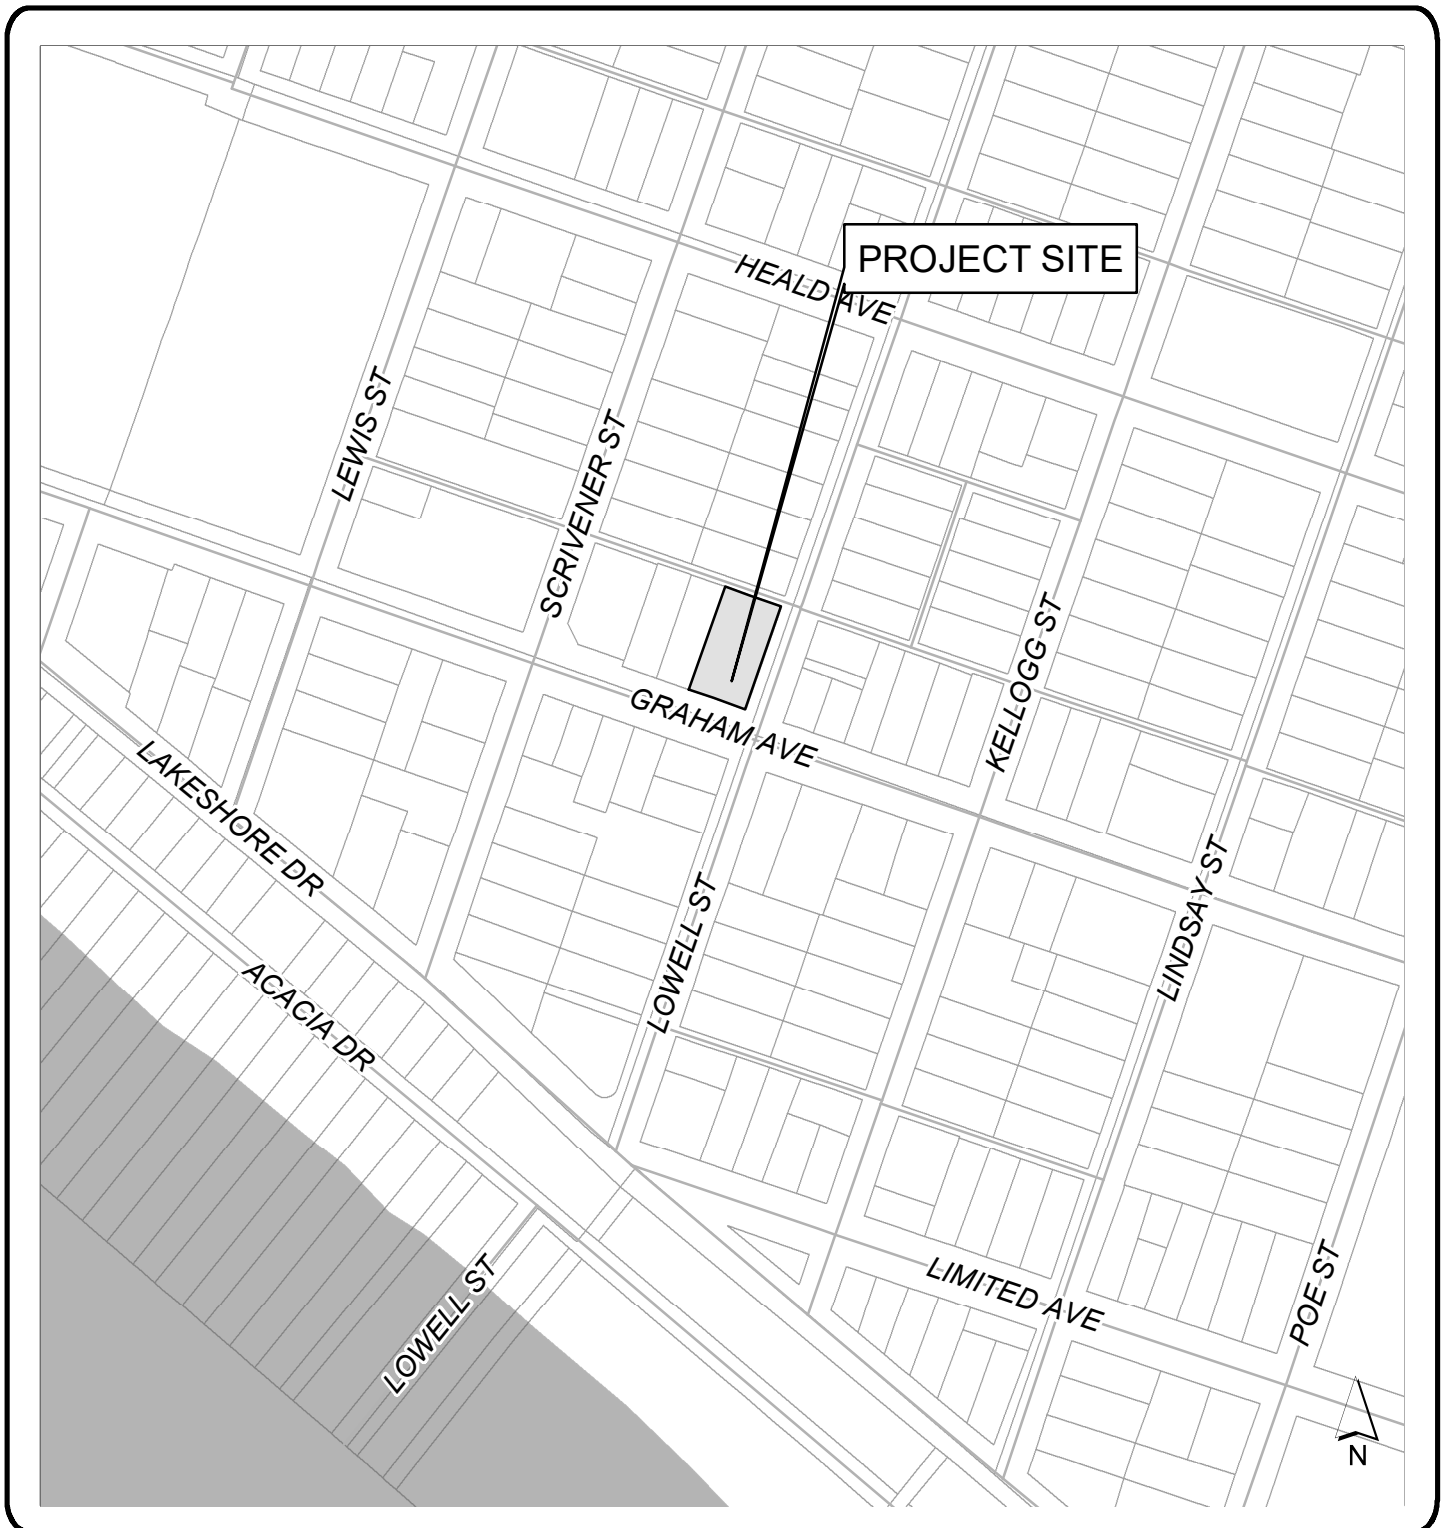 PROJECT SITE
HEALD AVE
LEWIS ST
SCRIVENER ST
KELLOGG ST
GRAHAM AVE
LAKESHORE DR
LINDSAY ST
LOWELL ST
ACACIA DR
LIMITED AVE
POE ST
LOWELL ST
N